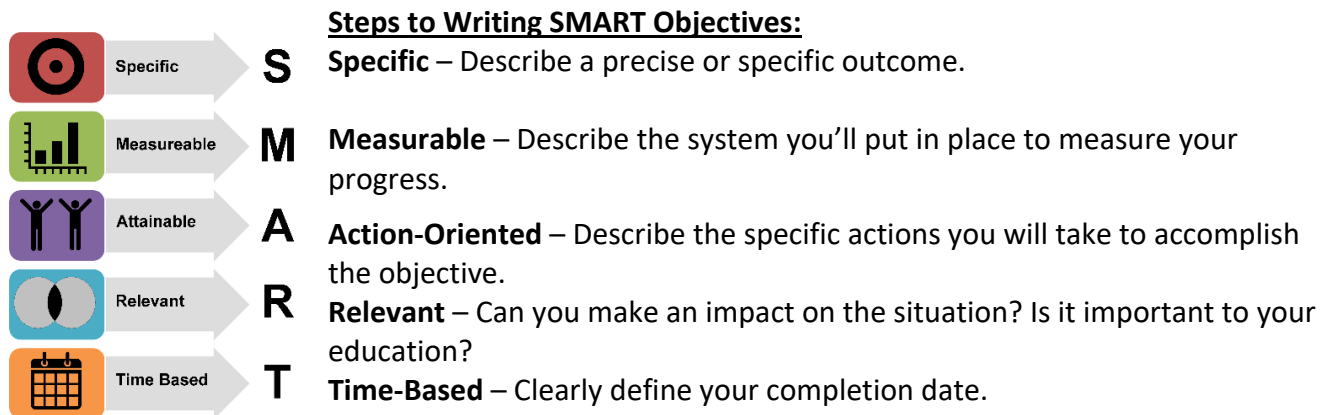 Steps to Writing SMART Objectives:
Specific
S
Specific – Describe a precise or specific outcome.
Measureable
M
Measurable – Describe the system you’ll put in place to measure your
progress.
Attainable
A
Action-Oriented – Describe the specific actions you will take to accomplish
the objective.
Relevant
R
Relevant – Can you make an impact on the situation? Is it important to your
education?
Time Based
T
Time-Based – Clearly define your completion date.